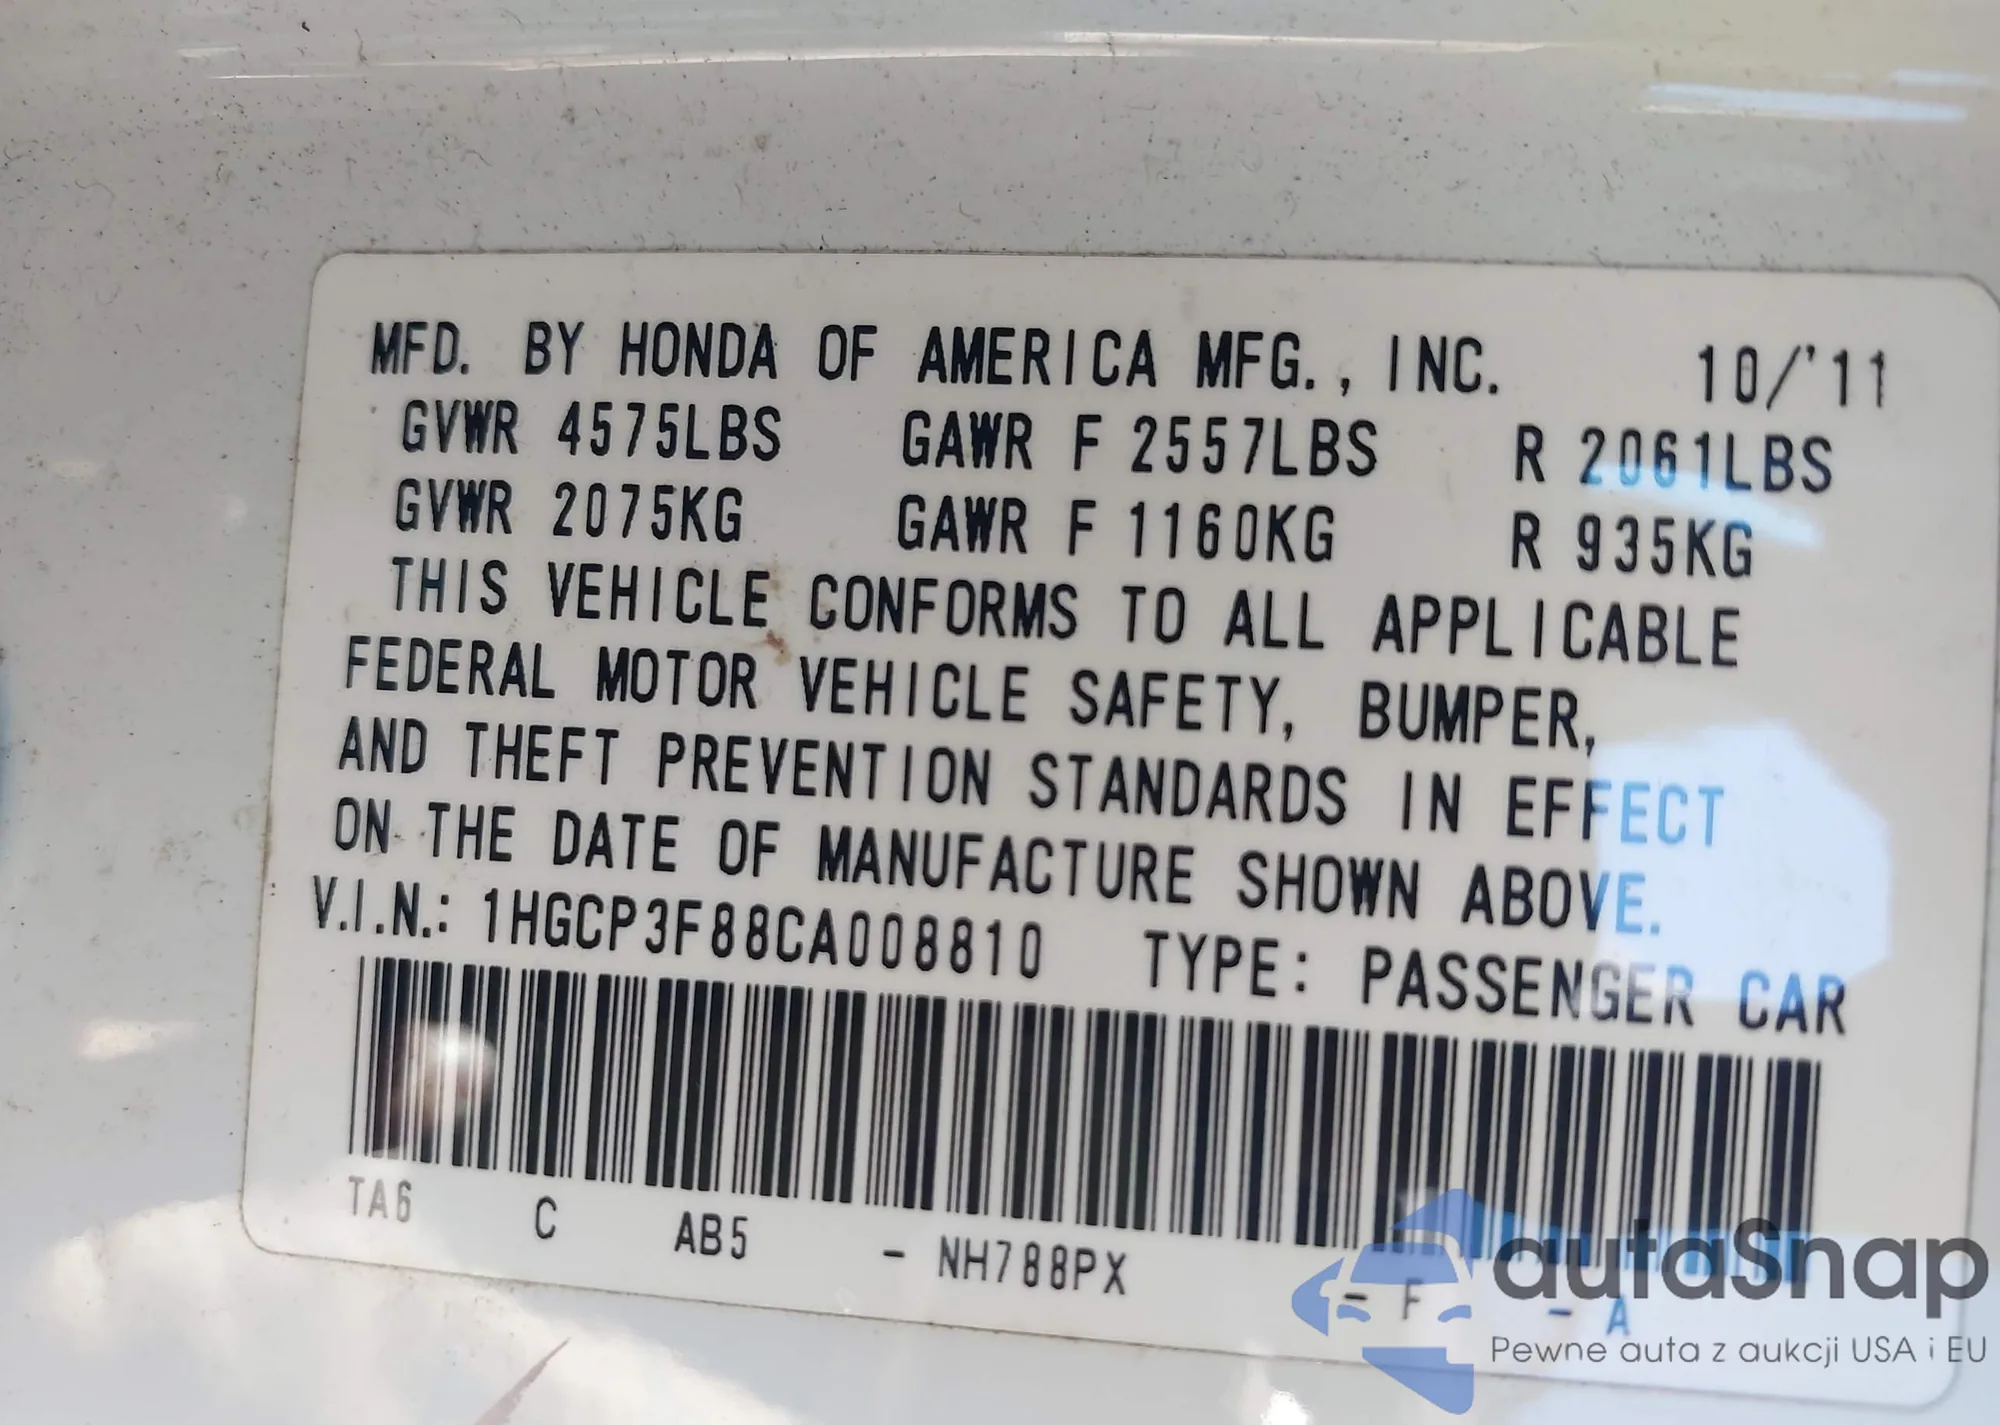 MFD. BY HONDA OF AMERICA MFG., INC. 10/'11
GVWR 4575LBS GAWR F 2557LBS R 2061LBS
GVWR 2075KG GAWR F 1160KG R 935KG
THIS VEHICLE CONFORMS TO ALL APPLICABLE
FEDERAL MOTOR VEHICLE SAFETY, BUMPER,
AND THEFT PREVENTION STANDARDS IN EFFECT
ON THE DATE OF MANUFACTURE SHOWN ABOVE.
V.I.N.: 1HGCP3F88CA008810 TYPE: PASSENGER CAR
TA6 C AB5 - NH788PX - F - A
autaSnap
Pewne auta z aukcji USA i EU